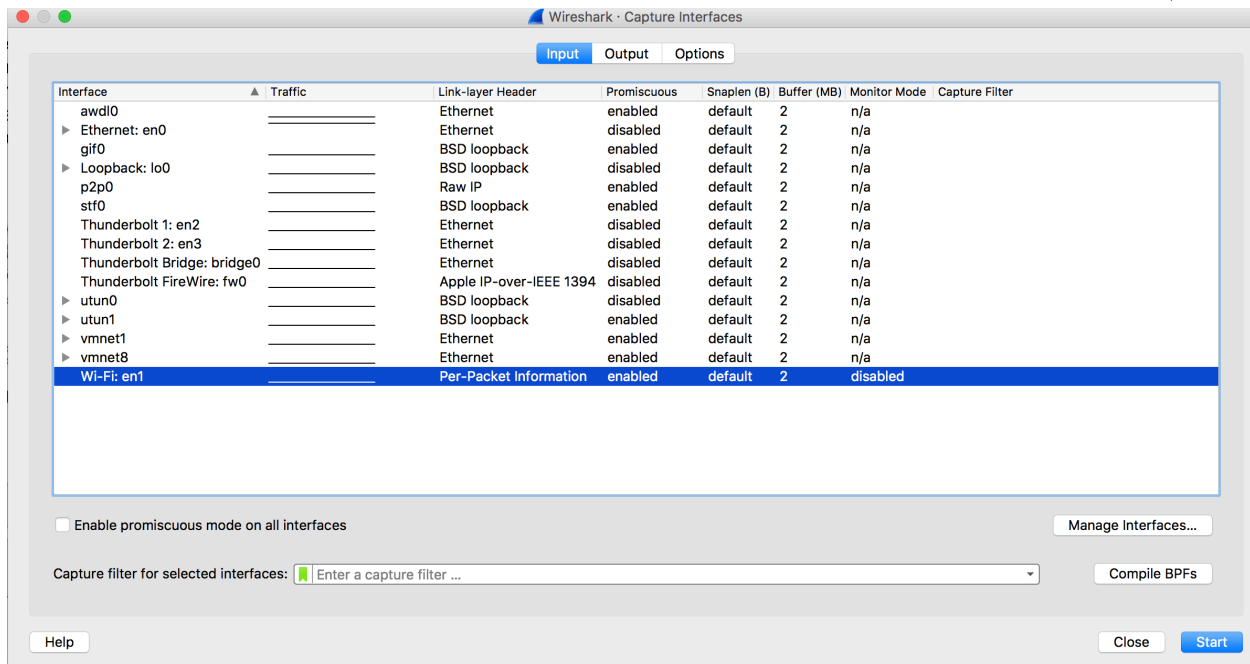 Wireshark · Capture Interfaces
Input Output Options
Interface Traffic Link-layer Header Promiscuous Snaplen (B) Buffer (MB) Monitor Mode Capture Filter
awdl0 Ethernet enabled default 2 n/a
Ethernet: en0 Ethernet disabled default 2 n/a
gif0 BSD loopback enabled default 2 n/a
Loopback: lo0 BSD loopback disabled default 2 n/a
p2p0 Raw IP enabled default 2 n/a
stf0 BSD loopback enabled default 2 n/a
Thunderbolt 1: en2 Ethernet disabled default 2 n/a
Thunderbolt 2: en3 Ethernet disabled default 2 n/a
Thunderbolt Bridge: bridge0 Ethernet disabled default 2 n/a
Thunderbolt FireWire: fw0 Apple IP-over-IEEE 1394 disabled default 2 n/a
utun0 BSD loopback disabled default 2 n/a
utun1 BSD loopback enabled default 2 n/a
vmnet1 Ethernet enabled default 2 n/a
vmnet8 Ethernet enabled default 2 n/a
Wi-Fi: en1 Per-Packet Information enabled default 2 disabled
Enable promiscuous mode on all interfaces Manage Interfaces...
Capture filter for selected interfaces: Enter a capture filter ... Compile BPFs
Help Close Start